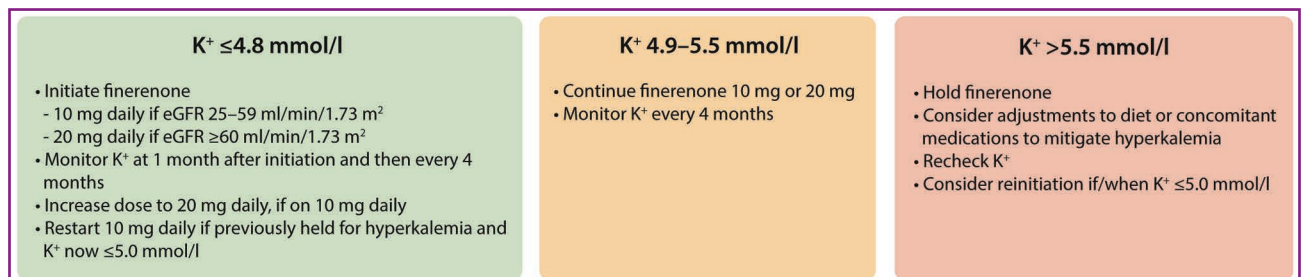 K⁺ ≤4.8 mmol/l
• Initiate finerenone
- 10 mg daily if eGFR 25–59 ml/min/1.73 m²
- 20 mg daily if eGFR ≥60 ml/min/1.73 m²
• Monitor K⁺ at 1 month after initiation and then every 4
months
• Increase dose to 20 mg daily, if on 10 mg daily
• Restart 10 mg daily if previously held for hyperkalemia and
K⁺ now ≤5.0 mmol/l
K⁺ 4.9–5.5 mmol/l
• Continue finerenone 10 mg or 20 mg
• Monitor K⁺ every 4 months
K⁺ >5.5 mmol/l
• Hold finerenone
• Consider adjustments to diet or concomitant
medications to mitigate hyperkalemia
• Recheck K⁺
• Consider reinitiation if/when K⁺ ≤5.0 mmol/l